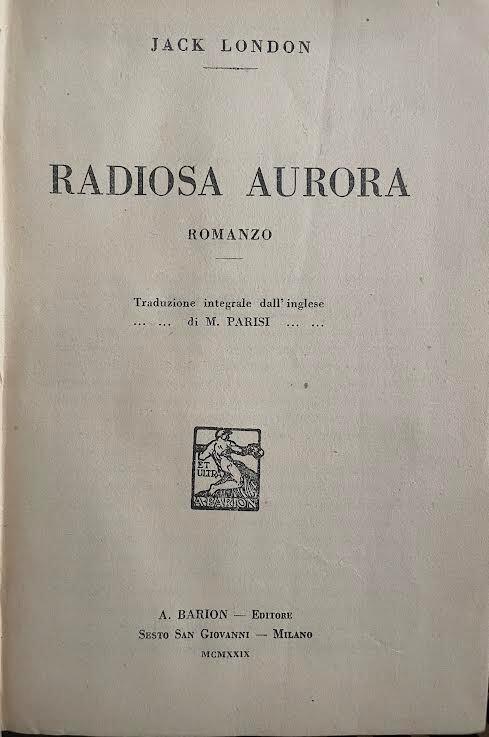 JACK LONDON
RADIOSA AURORA
ROMANZO
Traduzione integrale dall'inglese
... ... di M. PARISI ... ...
ET
ULTRA
A·BARION
A. BARION — EDITORE
SESTO SAN GIOVANNI — MILANO
MCMXXIX